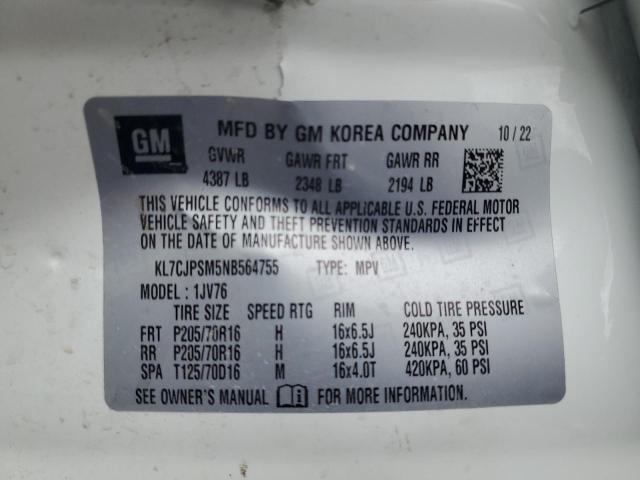 GM MFD BY GM KOREA COMPANY 10/22
GVWR GAWR FRT GAWR RR
4387 LB 2348 LB 2194 LB
THIS VEHICLE CONFORMS TO ALL APPLICABLE U.S. FEDERAL MOTOR
VEHICLE SAFETY AND THEFT PREVENTION STANDARDS IN EFFECT
ON THE DATE OF MANUFACTURE SHOWN ABOVE.
KL7CJPSM5NB564755 TYPE: MPV
MODEL: 1JV76
TIRE SIZE SPEED RTG RIM COLD TIRE PRESSURE
FRT P205/70R16 H 16x6.5J 240KPA, 35 PSI
RR P205/70R16 H 16x6.5J 240KPA, 35 PSI
SPA T125/70D16 M 16x4.0T 420KPA, 60 PSI
SEE OWNER'S MANUAL FOR MORE INFORMATION.